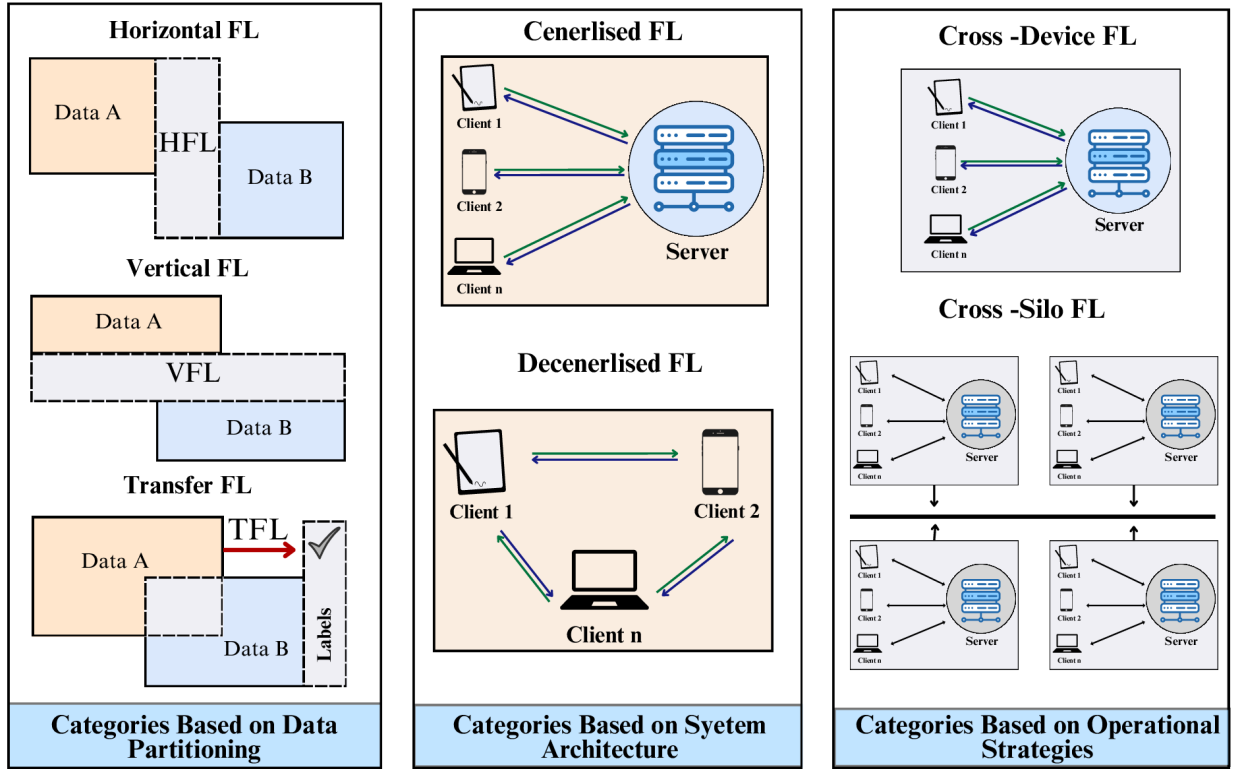 Horizontal FL
Data A
HFL
Data B
Vertical FL
Data A
VFL
Data B
Transfer FL
TFL
Data A
Data B
Labels
Categories Based on Data
Partitioning
Cenerlised FL
Client 1
Client 2
Client n
Server
Decenerlised FL
Client 1
Client 2
Client n
Categories Based on Syetem
Architecture
Cross -Device FL
Client 1
Client 2
Client n
Server
Cross -Silo FL
Client 1
Client 2
Client n
Server
Client 1
Client 2
Client n
Server
Client 1
Client 2
Client n
Server
Client 1
Client 2
Client n
Server
Categories Based on Operational
Strategies